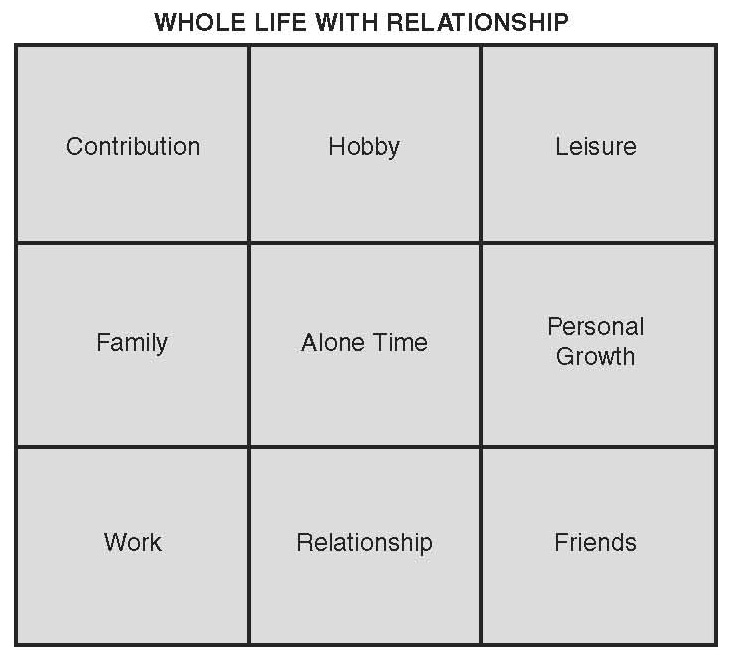 WHOLE LIFE WITH RELATIONSHIP
Contribution
Hobby
Leisure
Family
Alone Time
Personal
Growth
Work
Relationship
Friends